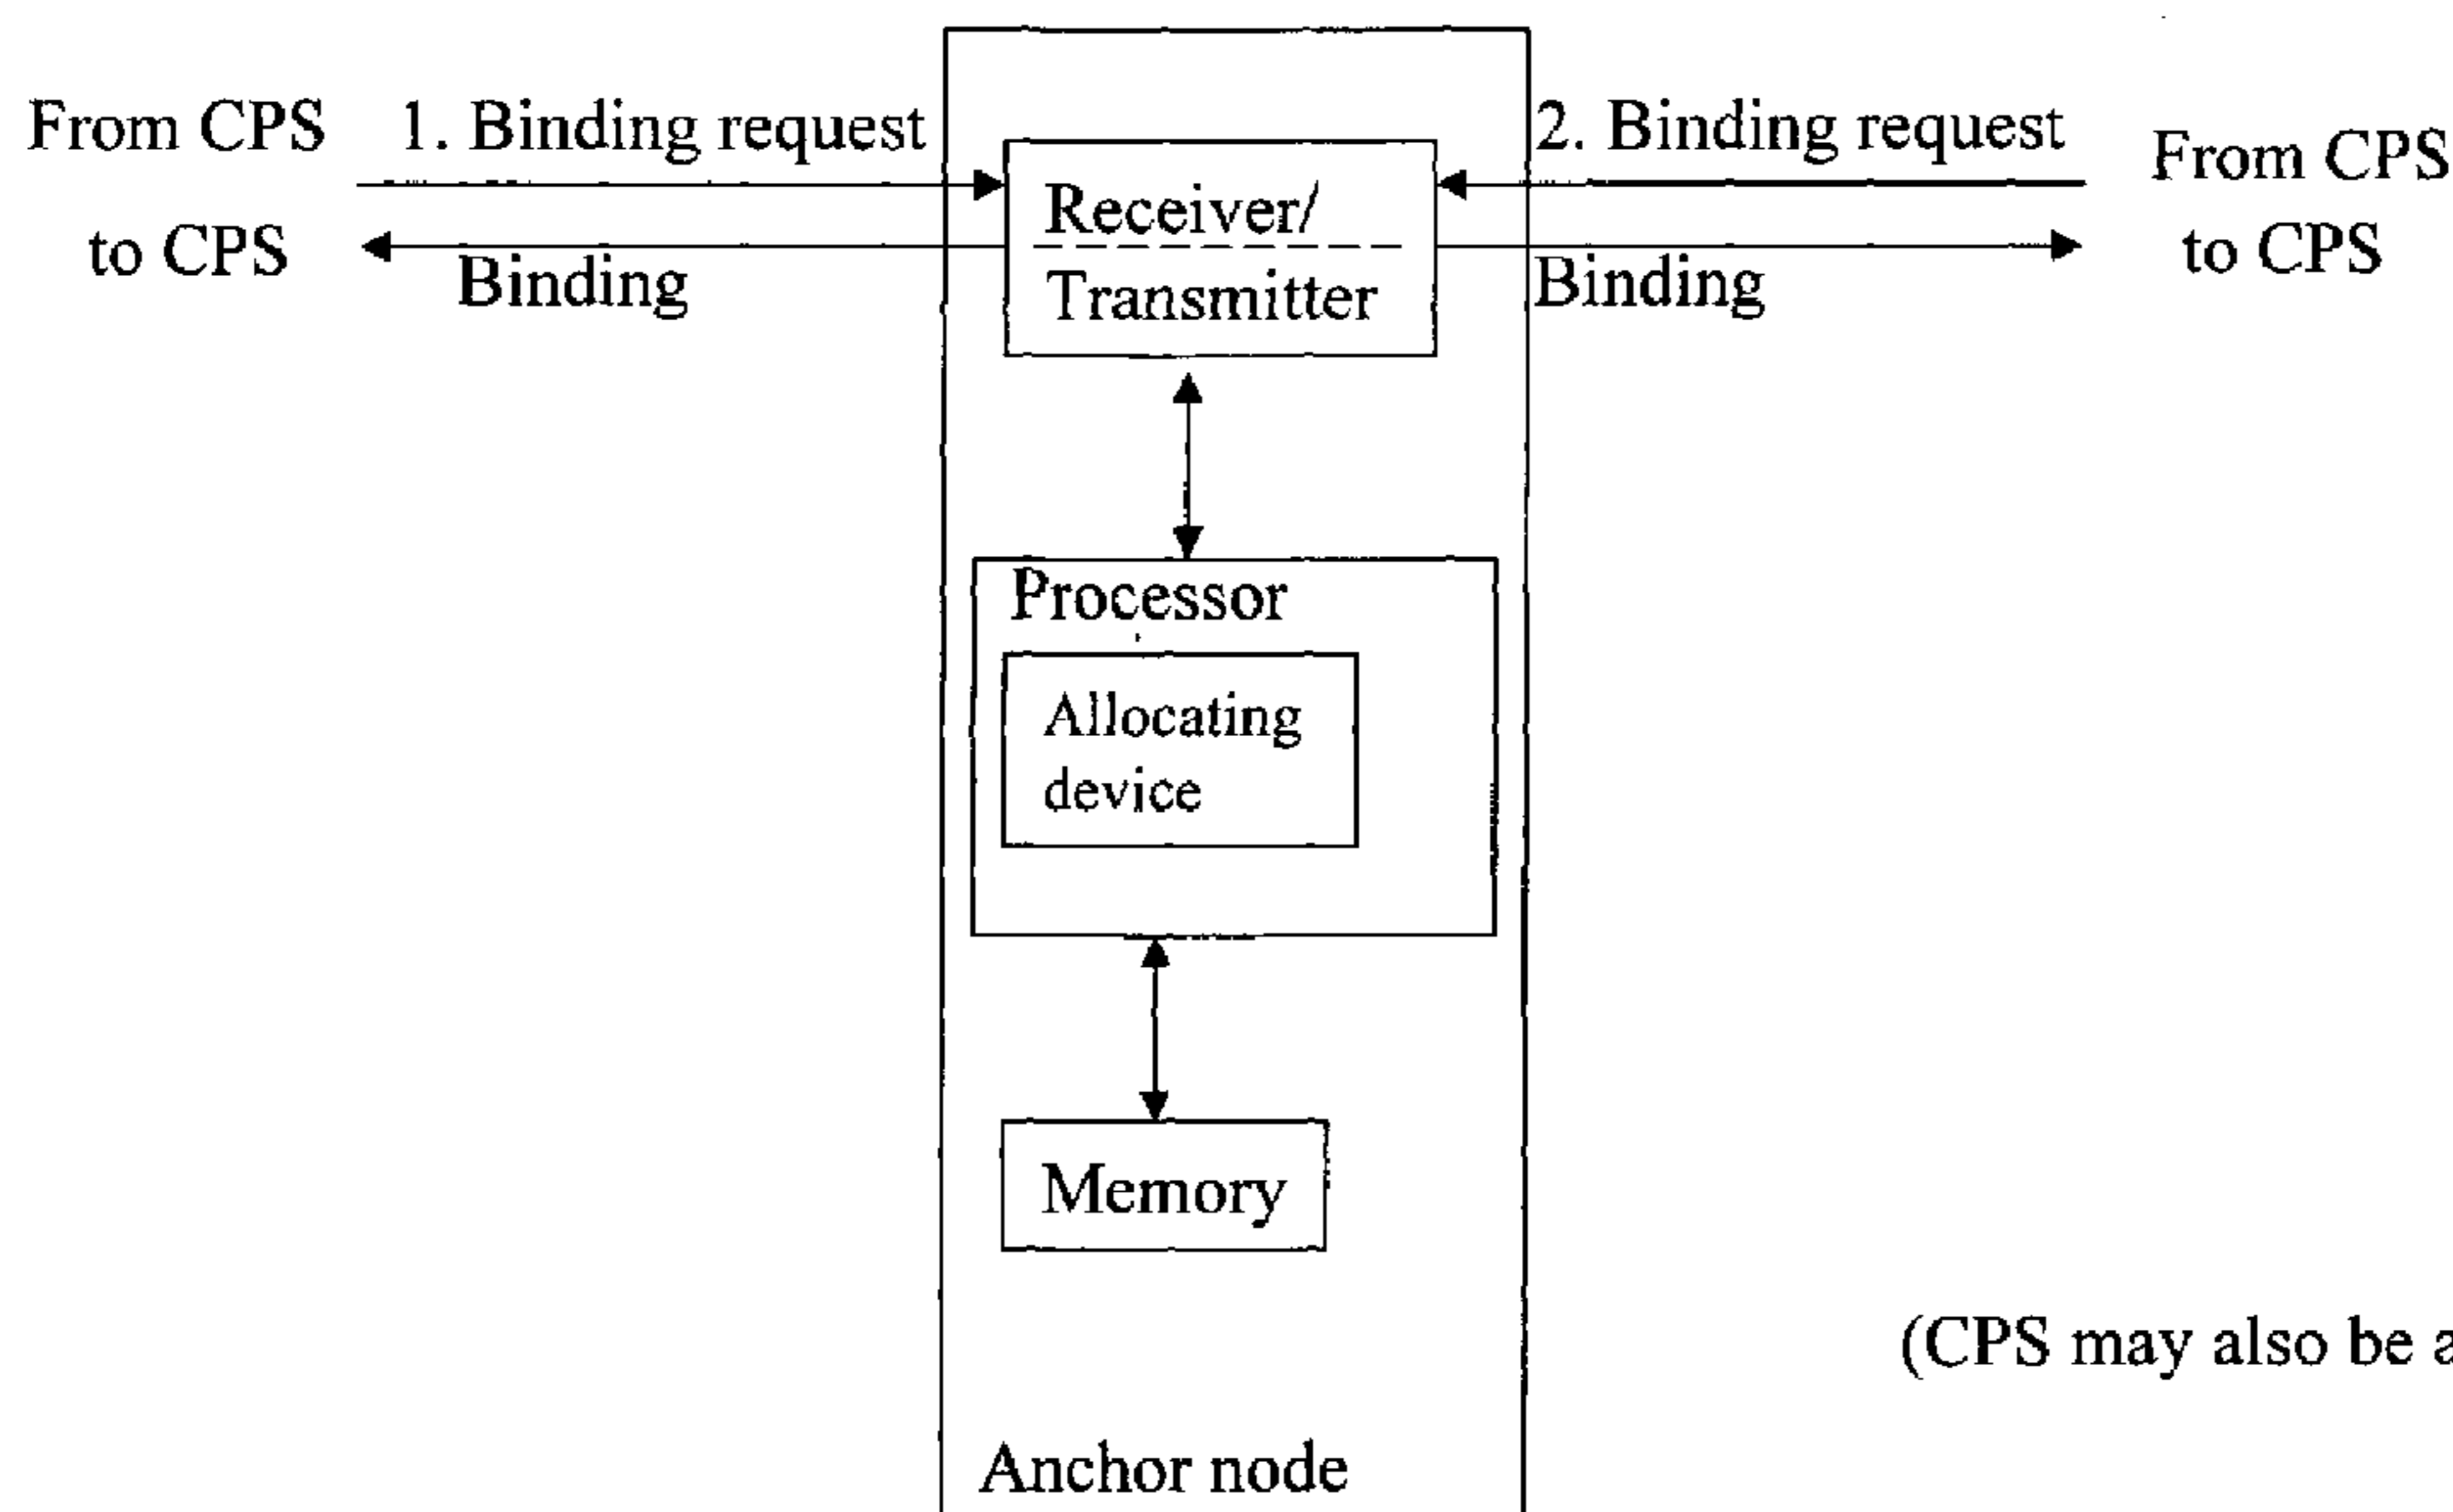 From CPS
1. Binding request
2. Binding request
From CPS
to CPS
Binding
Receiver/
Transmitter
Binding
to CPS
Processor
Allocating
device
Memory
(CPS may also be a
Anchor node